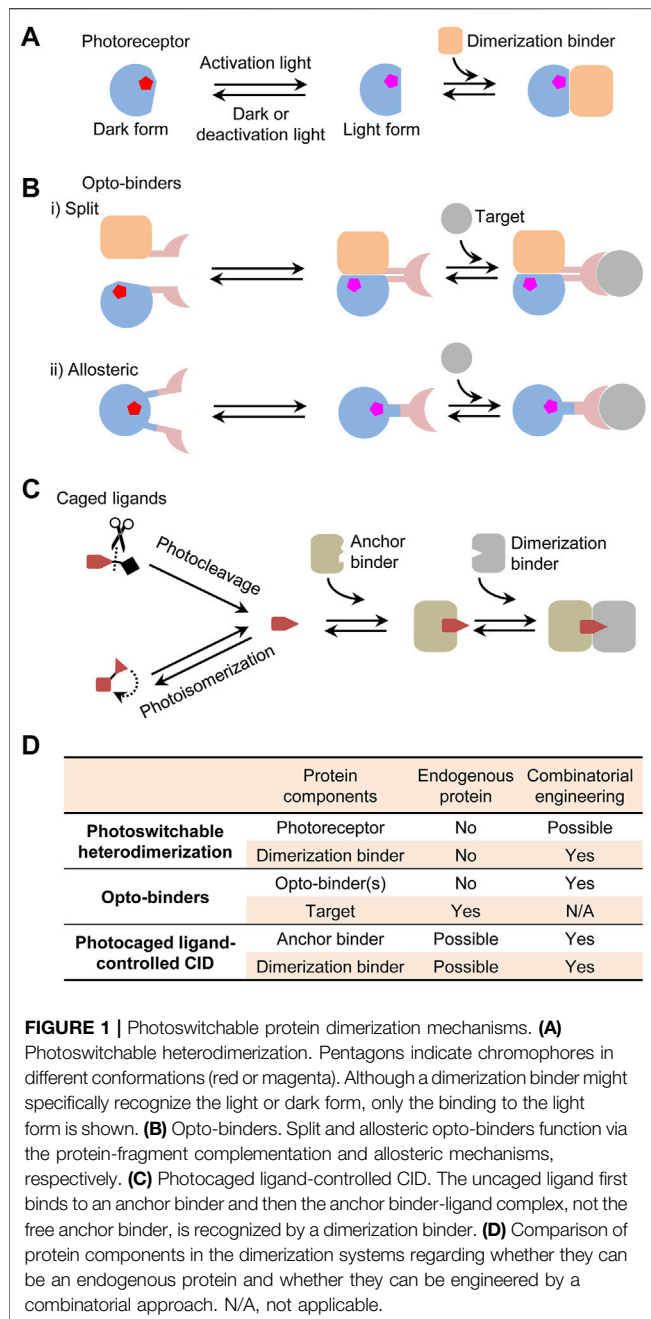 A
Photoreceptor
Activation light
Dimerization binder
Dark or
deactivation light
Dark form
Light form
B
Opto-binders
i) Split
Target
ii) Allosteric
C
Caged ligands
Photocleavage
Anchor
binder
Dimerization
binder
Photoisomerization
D
Protein components Endogenous protein Combinatorial engineering
Photoswitchable heterodimerization Photoreceptor No Possible
Dimerization binder No Yes
Opto-binders Opto-binder(s) No Yes
Target Yes N/A
Photocaged ligand-controlled CID Anchor binder Possible Yes
Dimerization binder Possible Yes
FIGURE 1 | Photoswitchable protein dimerization mechanisms. (A)
Photoswitchable heterodimerization. Pentagons indicate chromophores in
different conformations (red or magenta). Although a dimerization binder might
specifically recognize the light or dark form, only the binding to the light
form is shown. (B) Opto-binders. Split and allosteric opto-binders function via
the protein-fragment complementation and allosteric mechanisms,
respectively. (C) Photocaged ligand-controlled CID. The uncaged ligand first
binds to an anchor binder and then the anchor binder-ligand complex, not the
free anchor binder, is recognized by a dimerization binder. (D) Comparison of
protein components in the dimerization systems regarding whether they can
be an endogenous protein and whether they can be engineered by a
combinatorial approach. N/A, not applicable.